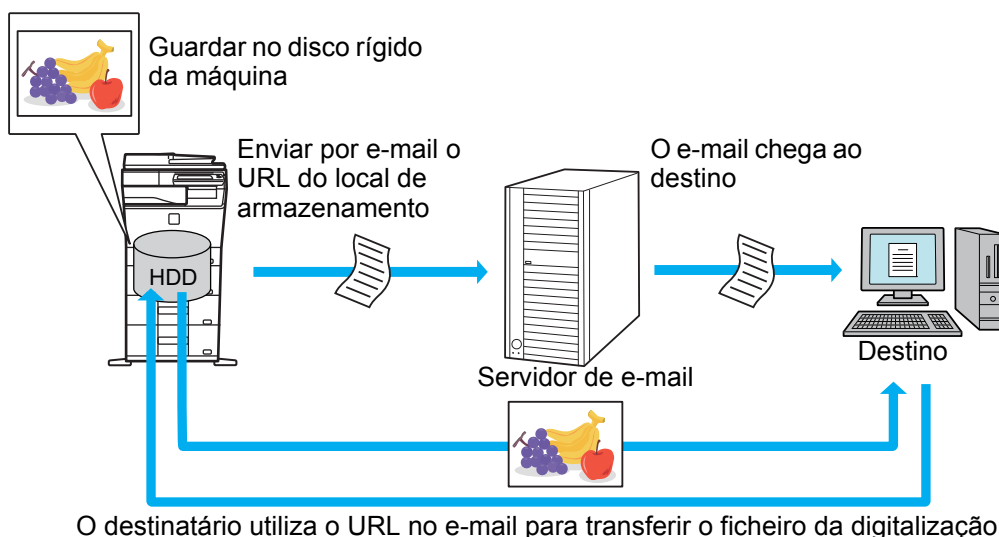 Guardar no disco rígido
da máquina
Enviar por e-mail o
URL do local de
armazenamento
O e-mail chega ao
destino
HDD
Destino
Servidor de e-mail
O destinatário utiliza o URL no e-mail para transferir o ficheiro da digitalização